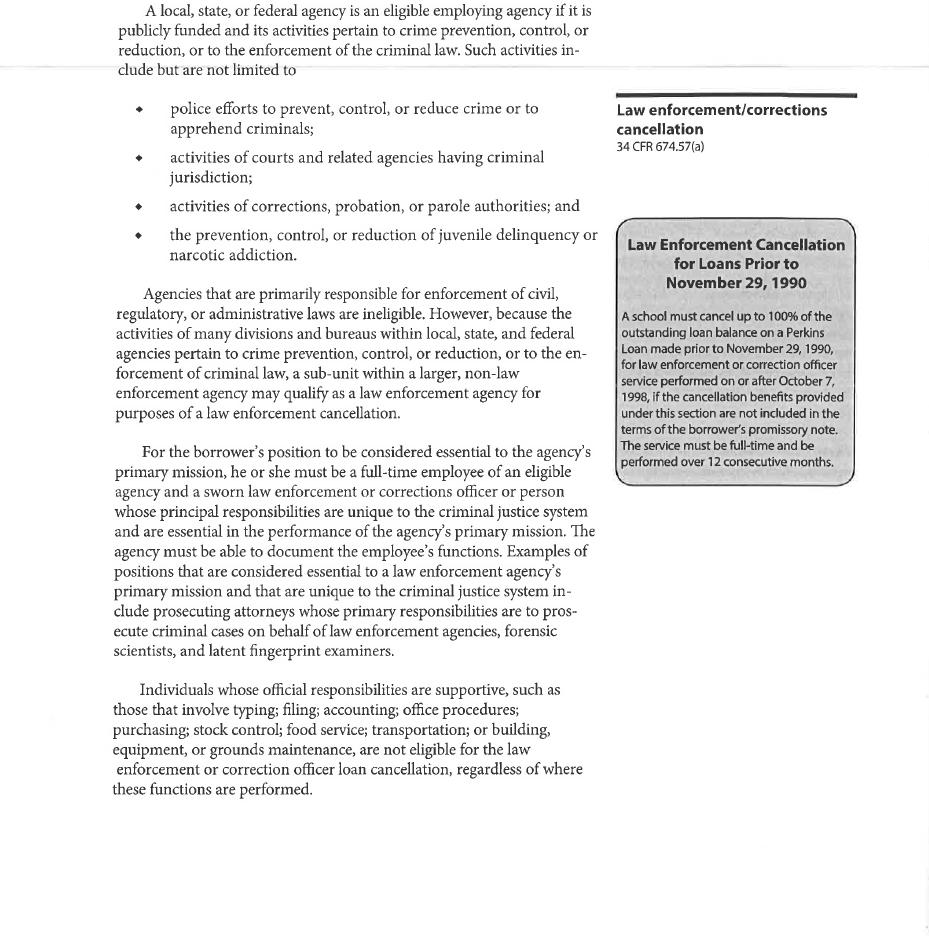 A local, state, or federal agency is an eligible employing agency if it is
publicly funded and its activities pertain to crime prevention, control, or
reduction, or to the enforcement of the criminal law. Such activities in-
clude but are not limited to
◆ police efforts to prevent, control, or reduce crime or to
apprehend criminals;
◆ activities of courts and related agencies having criminal
jurisdiction;
◆ activities of corrections, probation, or parole authorities; and
◆ the prevention, control, or reduction of juvenile delinquency or
narcotic addiction.
Agencies that are primarily responsible for enforcement of civil,
regulatory, or administrative laws are ineligible. However, because the
activities of many divisions and bureaus within local, state, and federal
agencies pertain to crime prevention, control, or reduction, or to the en-
forcement of criminal law, a sub-unit within a larger, non-law
enforcement agency may qualify as a law enforcement agency for
purposes of a law enforcement cancellation.
For the borrower's position to be considered essential to the agency's
primary mission, he or she must be a full-time employee of an eligible
agency and a sworn law enforcement or corrections officer or person
whose principal responsibilities are unique to the criminal justice system
and are essential in the performance of the agency's primary mission. The
agency must be able to document the employee's functions. Examples of
positions that are considered essential to a law enforcement agency's
primary mission and that are unique to the criminal justice system in-
clude prosecuting attorneys whose primary responsibilities are to pros-
ecute criminal cases on behalf of law enforcement agencies, forensic
scientists, and latent fingerprint examiners.
Individuals whose official responsibilities are supportive, such as
those that involve typing; filing; accounting; office procedures;
purchasing; stock control; food service; transportation; or building,
equipment, or grounds maintenance, are not eligible for the law
enforcement or correction officer loan cancellation, regardless of where
these functions are performed.
Law enforcement/corrections
cancellation
34 CFR 674.57(a)
Law Enforcement Cancellation
for Loans Prior to
November 29, 1990
A school must cancel up to 100% of the
outstanding loan balance on a Perkins
Loan made prior to November 29, 1990,
for law enforcement or correction officer
service performed on or after October 7,
1998, if the cancellation benefits provided
under this section are not included in the
terms of the borrower's promissory note.
The service must be full-time and be
performed over 12 consecutive months.